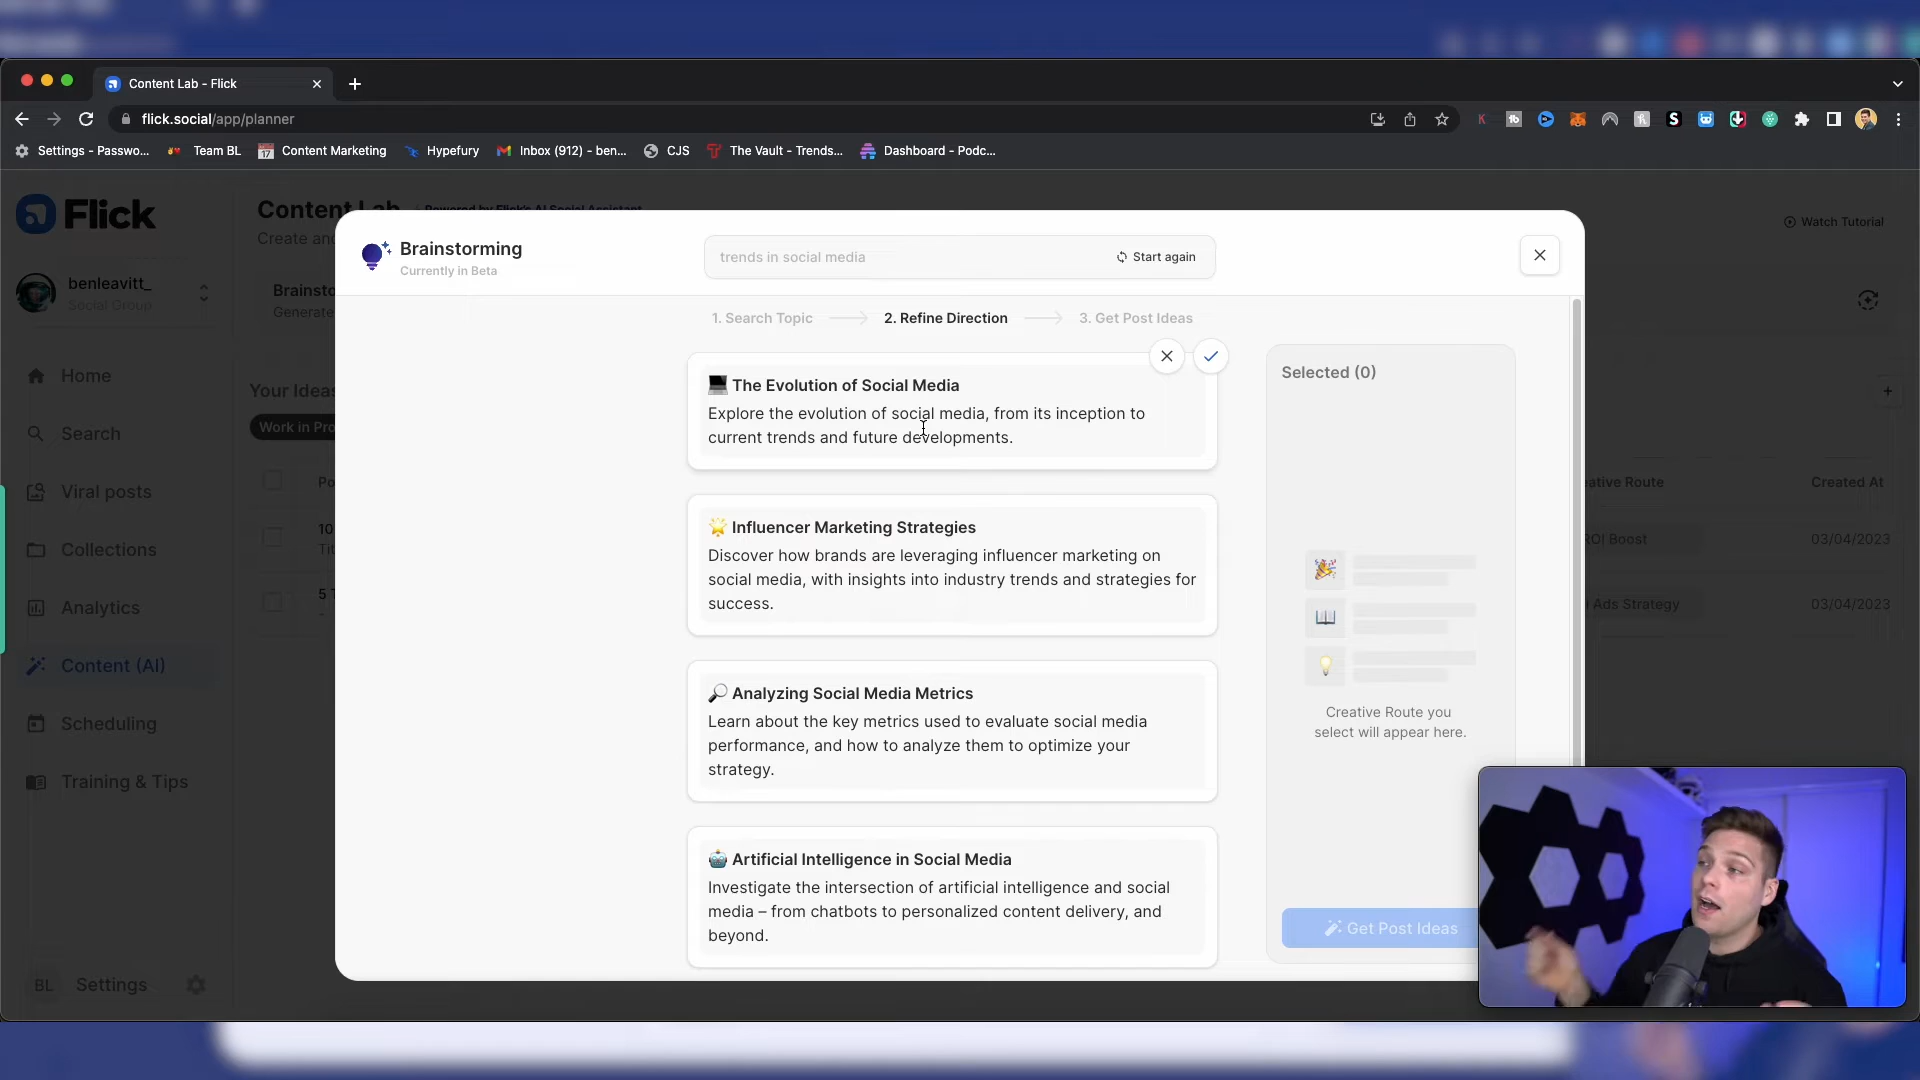 Content Lab - Flick
flick.social/app/planner
Settings - Passwo...
Team BL
17
Content Marketing
Hypefury
Inbox (912) - ben...
CJS
The Vault - Trends...
Dashboard - Podc...
Flick
Content Lab
Powered by Flick's AI Social Assistant
Create and
Watch Tutorial
benleavitt_
Social Group
Brainsto
Generate
Home
Search
Viral posts
Collections
Analytics
Content (AI)
Scheduling
Training & Tips
BL
Settings
Your Ideas
Work in Pro
Po
10
Tit
5 T
Brainstorming
Currently in Beta
trends in social media
Start again
1. Search Topic
2. Refine Direction
3. Get Post Ideas
💻 The Evolution of Social Media
Explore the evolution of social media, from its inception to
current trends and future developments.
🌟 Influencer Marketing Strategies
Discover how brands are leveraging influencer marketing on
social media, with insights into industry trends and strategies for
success.
🔎 Analyzing Social Media Metrics
Learn about the key metrics used to evaluate social media
performance, and how to analyze them to optimize your
strategy.
🤖 Artificial Intelligence in Social Media
Investigate the intersection of artificial intelligence and social
media – from chatbots to personalized content delivery, and
beyond.
Selected (0)
Creative Route you
select will appear here.
Get Post Ideas
eative Route
Created At
ROI Boost
03/04/2023
Ads Strategy
03/04/2023